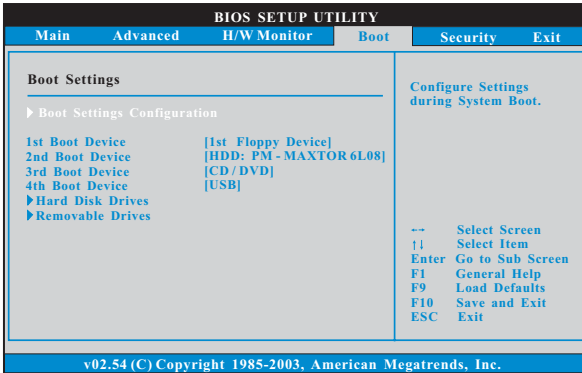 BIOS SETUP UTILITY
Main Advanced H/W Monitor Boot Security Exit
Boot Settings
Boot Settings Configuration
1st Boot Device [1st Floppy Device]
2nd Boot Device [HDD: PM - MAXTOR 6L08]
3rd Boot Device [CD / DVD]
4th Boot Device [USB]
Hard Disk Drives
Removable Drives
Configure Settings
during System Boot.
←→ Select Screen
↑↓ Select Item
Enter Go to Sub Screen
F1 General Help
F9 Load Defaults
F10 Save and Exit
ESC Exit
v02.54 (C) Copyright 1985-2003, American Megatrends, Inc.